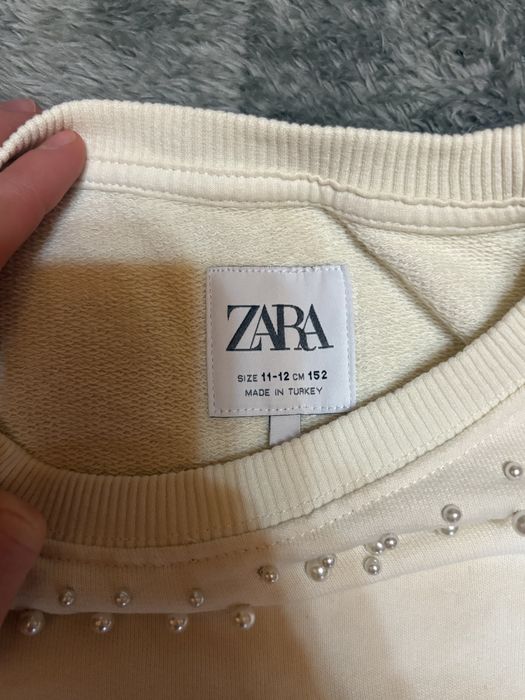 ZARA
SIZE 11-12 CM 152
MADE IN TURKEY